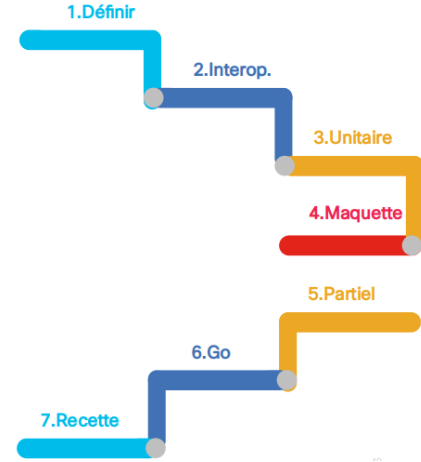 1.Définir
2.Interop.
3.Unitaire
4.Maquette
5.Partiel
6.Go
7.Recette